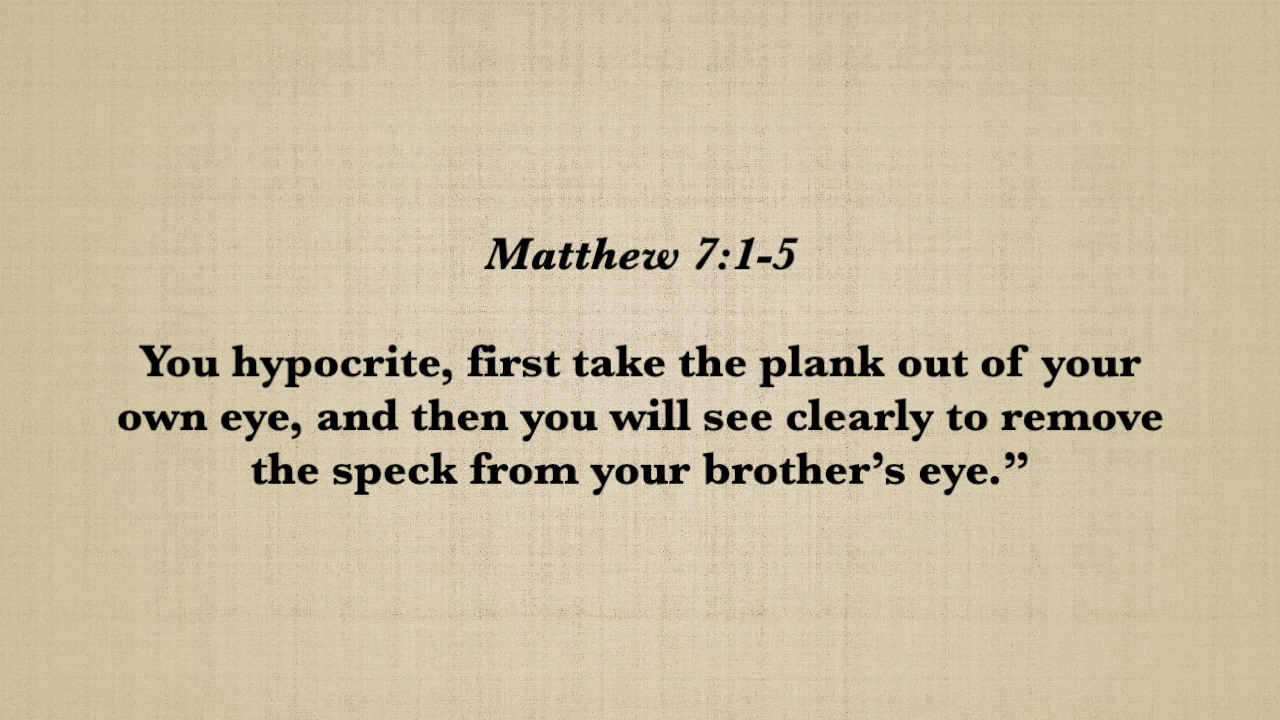 Matthew 7:1-5
You hypocrite, first take the plank out of your
own eye, and then you will see clearly to remove
the speck from your brother’s eye.”